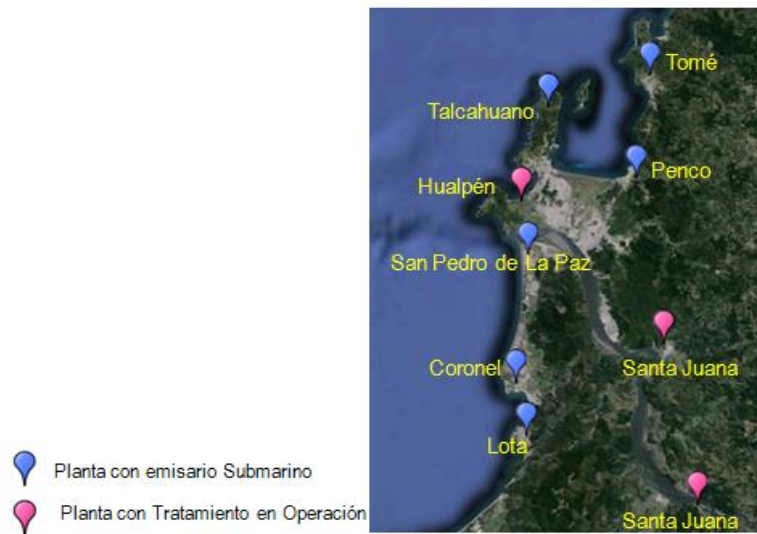 Tomé
Talcahuano
Penco
Hualpén
San Pedro de La Paz
Coronel
Santa Juana
Lota
Planta con emisario Submarino
Planta con Tratamiento en Operación
Santa Juana